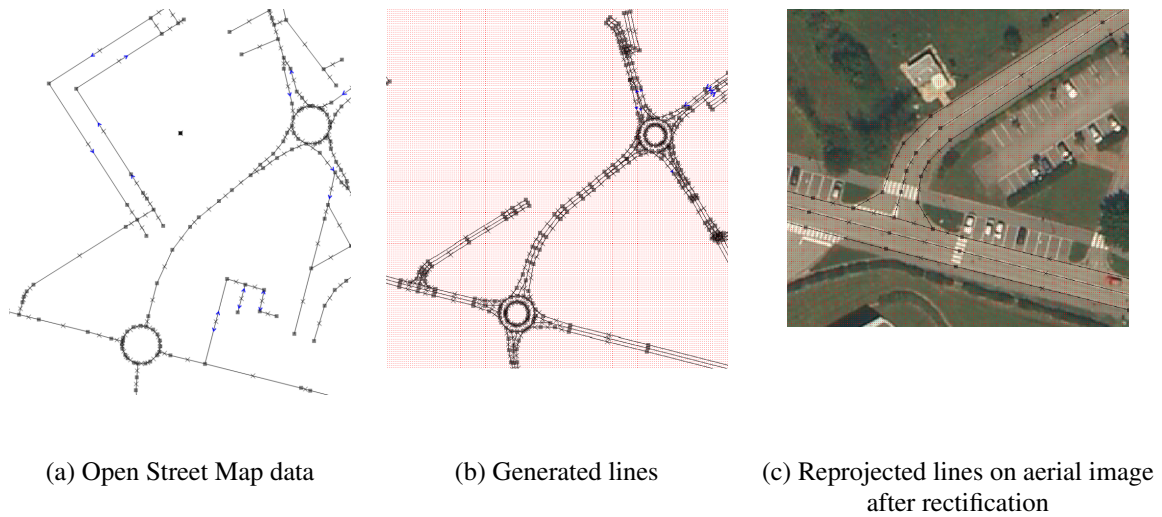 (a) Open Street Map data
(b) Generated lines
(c) Reprojected lines on aerial image
after rectification